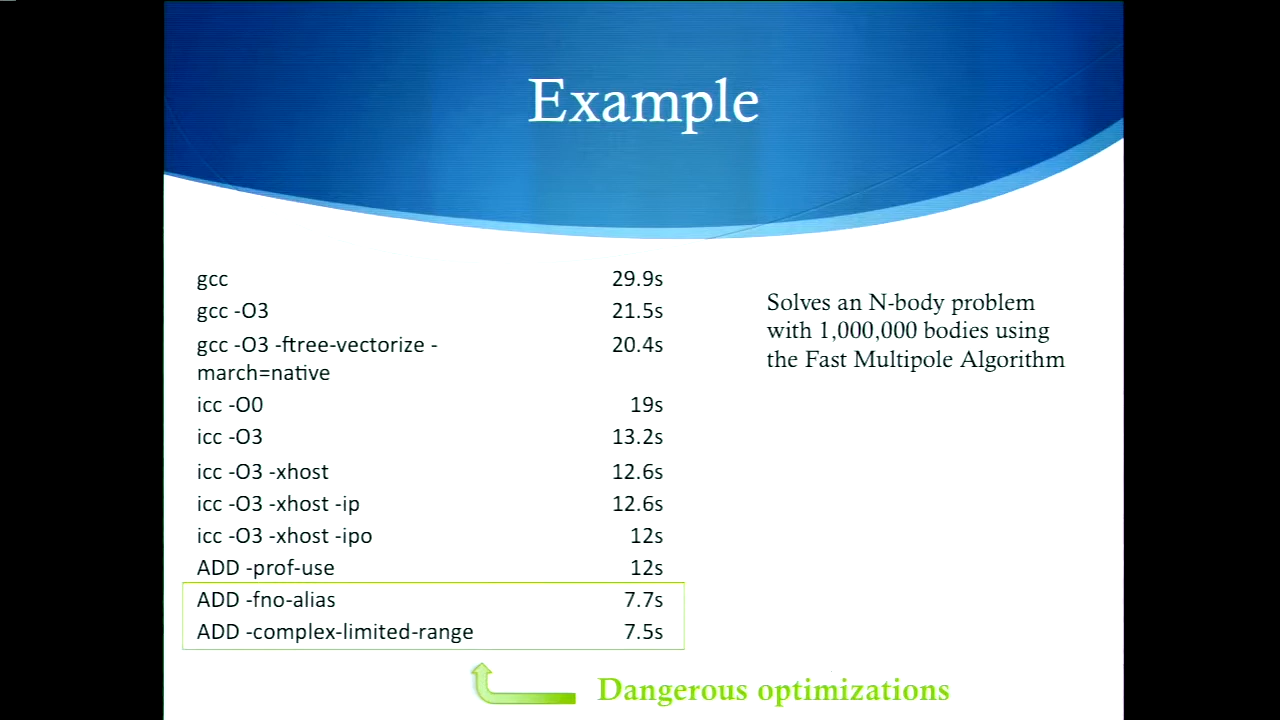 Example
gcc 29.9s
gcc -O3 21.5s
gcc -O3 -ftree-vectorize - 20.4s
march=native
icc -O0 19s
icc -O3 13.2s
icc -O3 -xhost 12.6s
icc -O3 -xhost -ip 12.6s
icc -O3 -xhost -ipo 12s
ADD -prof-use 12s
ADD -fno-alias 7.7s
ADD -complex-limited-range 7.5s
Solves an N-body problem
with 1,000,000 bodies using
the Fast Multipole Algorithm
Dangerous optimizations